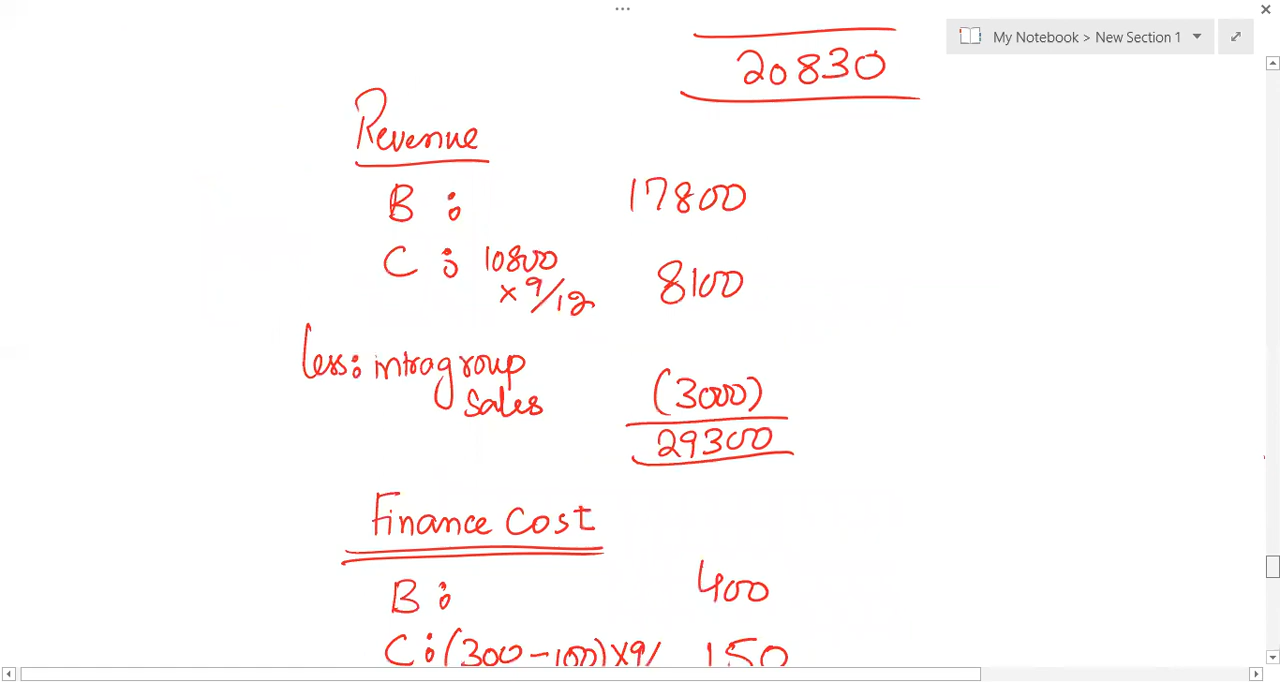 ...
My Notebook > New Section 1
20830
Revenue
B : 17800
C : 10800 x 9/12 8100
less: intragroup sales (3000)
29300
Finance Cost
B : 400
C : (300-100)x9/ 150